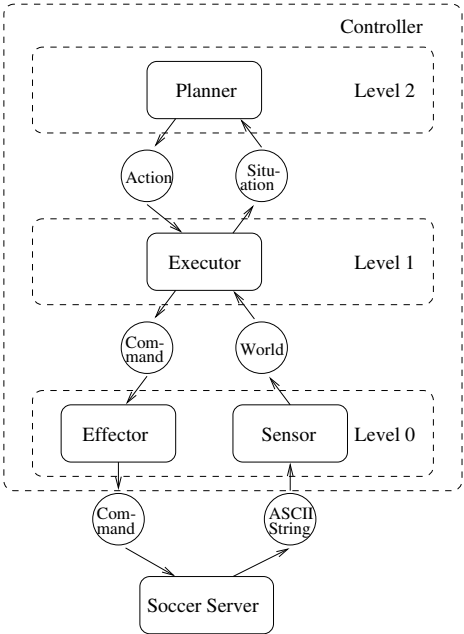 Controller
Planner
Level 2
Action
Situ-
ation
Executor
Level 1
Com-
mand
World
Effector
Sensor
Level 0
Com-
mand
ASCII
String
Soccer Server